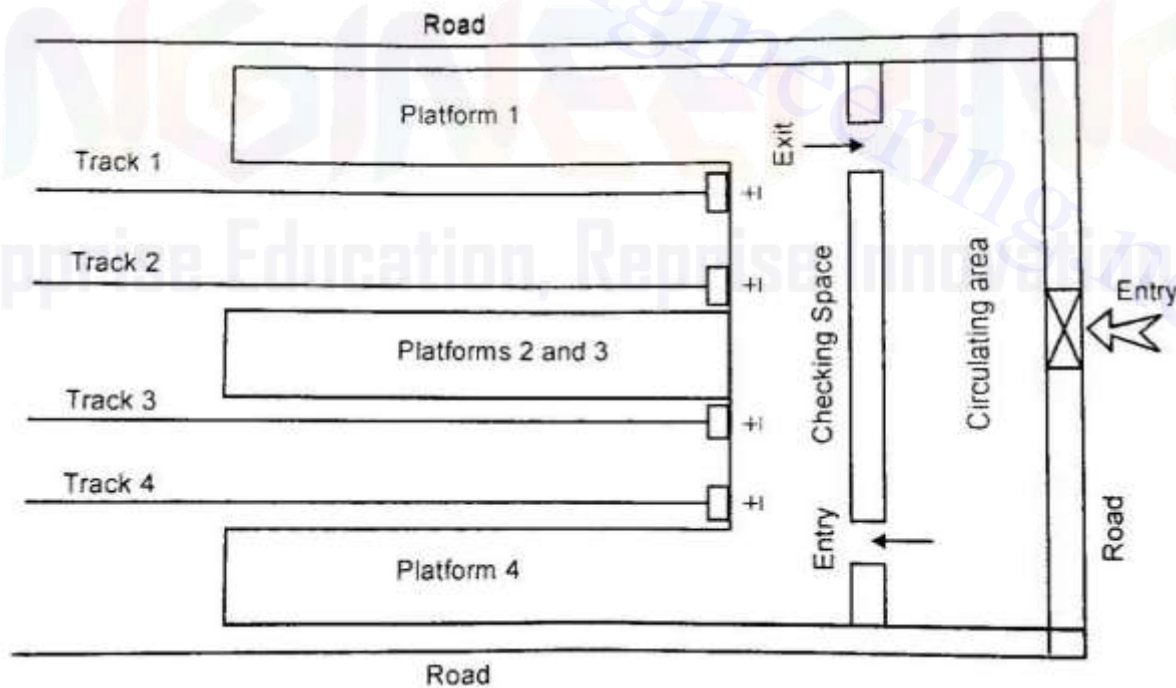 Road
Platform 1
Track 1
Exit
Track 2
Platforms 2 and 3
Checking Space
Circulating area
Entry
Track 3
Track 4
Entry
Platform 4
Road
Road